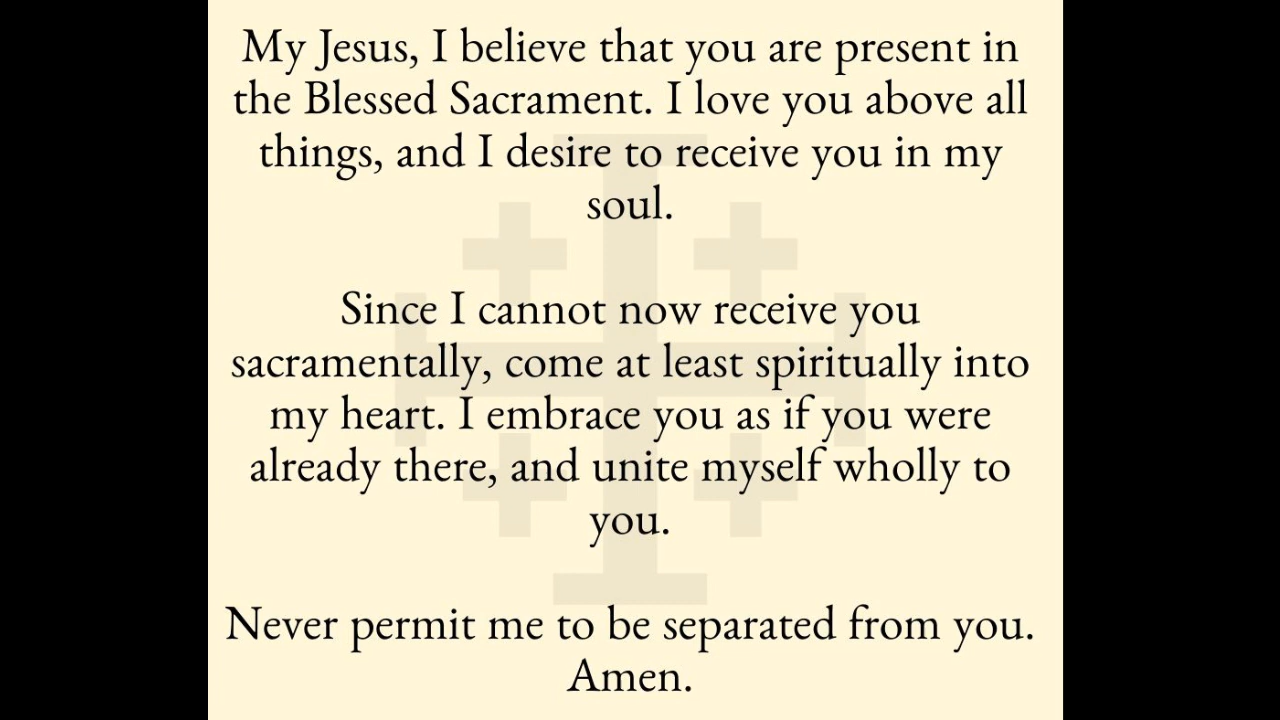 My Jesus, I believe that you are present in
the Blessed Sacrament. I love you above all
things, and I desire to receive you in my
soul.
Since I cannot now receive you
sacramentally, come at least spiritually into
my heart. I embrace you as if you were
already there, and unite myself wholly to
you.
Never permit me to be separated from you.
Amen.